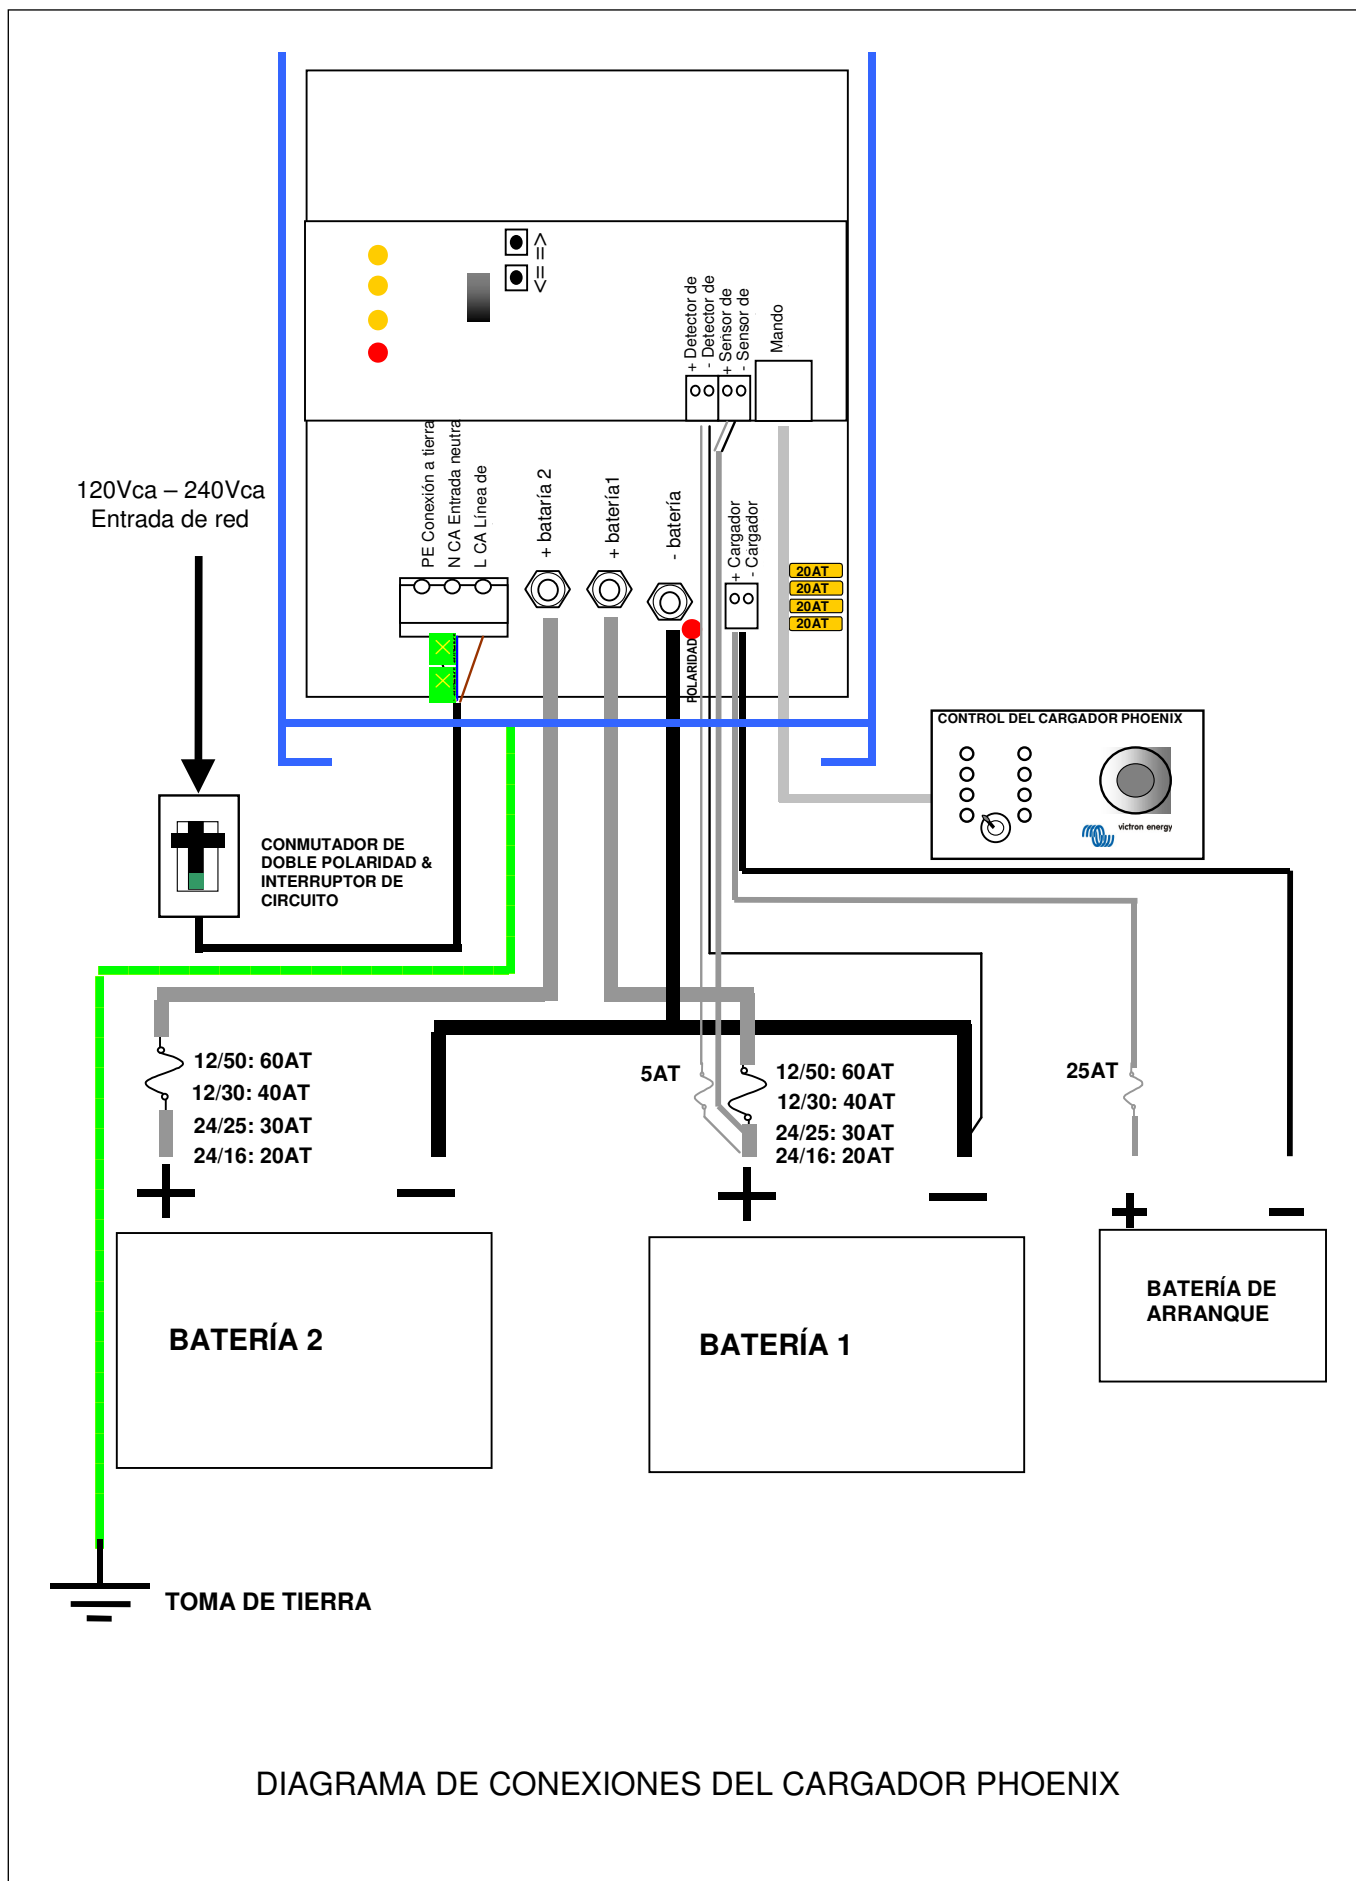 ==>
<==
+ Detector de
- Detector de
+ Sensor de
- Sensor de
Mando
PE Conexión a tierra
N CA Entrada neutra
L CA Línea de
+ bataría 2
+ batería1
- batería
+ Cargador
- Cargador
20AT
20AT
20AT
20AT
POLARIDAD
120Vca – 240Vca
Entrada de red
CONTROL DEL CARGADOR PHOENIX
victron energy
CONMUTADOR DE
DOBLE POLARIDAD &
INTERRUPTOR DE
CIRCUITO
12/50: 60AT
12/30: 40AT
24/25: 30AT
24/16: 20AT
5AT
12/50: 60AT
12/30: 40AT
24/25: 30AT
24/16: 20AT
25AT
BATERÍA 2
BATERÍA 1
BATERÍA DE
ARRANQUE
TOMA DE TIERRA
DIAGRAMA DE CONEXIONES DEL CARGADOR PHOENIX